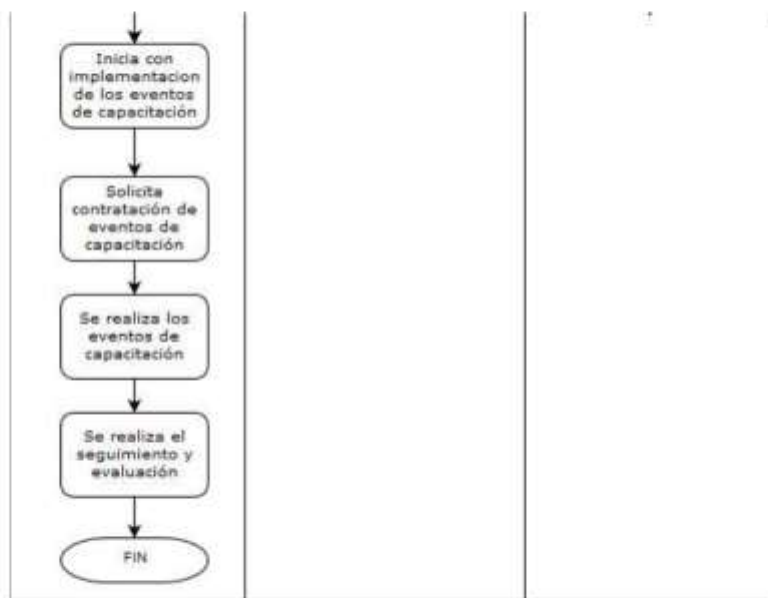 Inicia con
implementacion
de los eventos
de capacitación
Solicita
contratación de
eventos de
capacitación
Se realiza los
eventos de
capacitación
Se realiza el
seguimiento y
evaluación
FIN